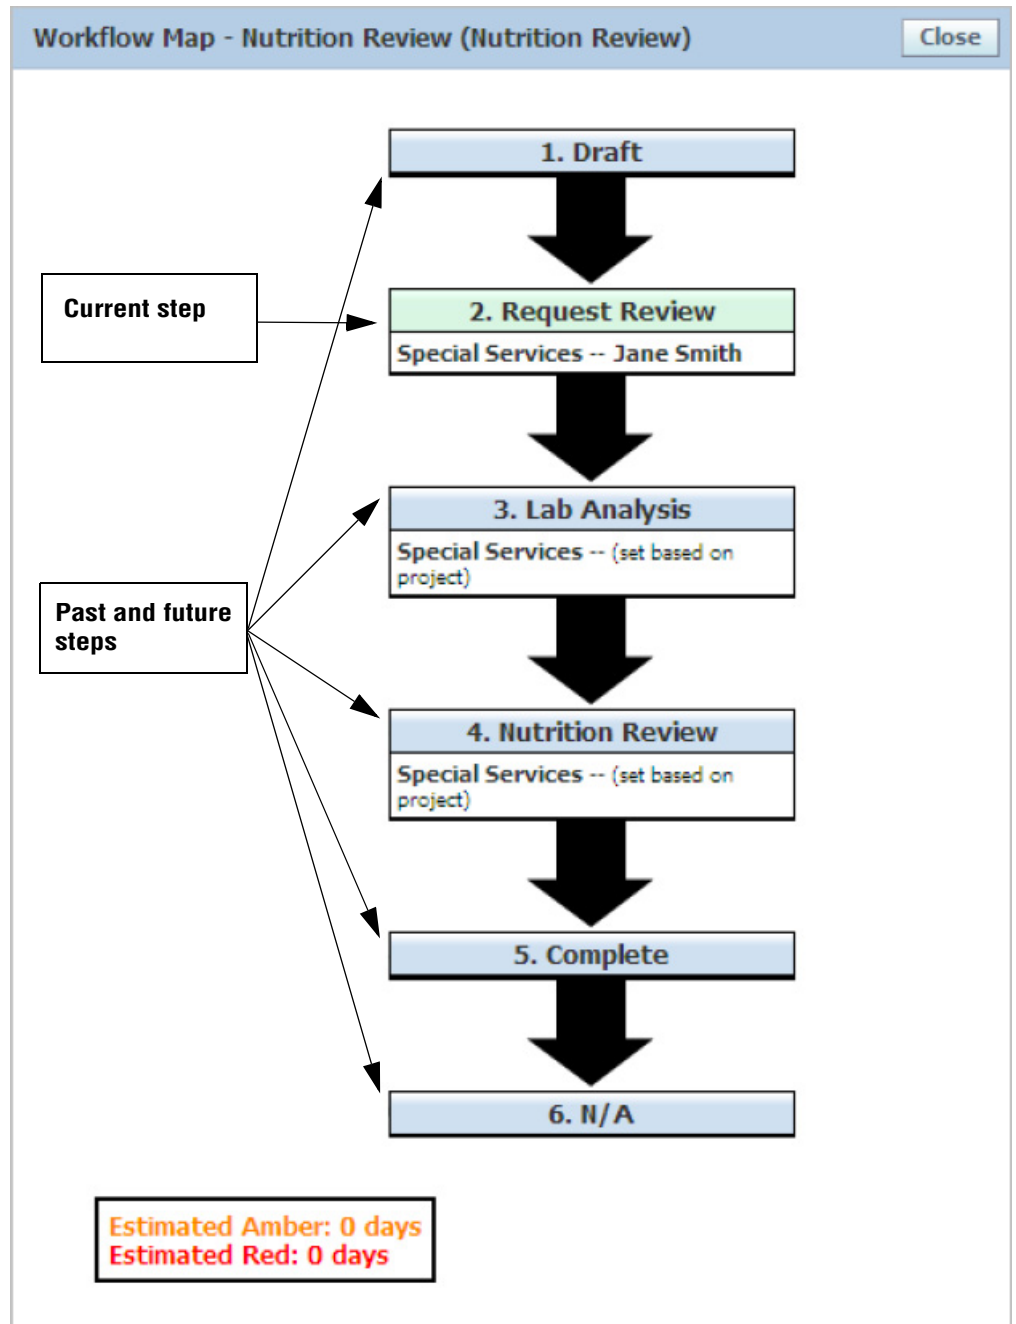 Workflow Map - Nutrition Review (Nutrition Review)
Close
1. Draft
Current step
2. Request Review
Special Services -- Jane Smith
3. Lab Analysis
Special Services -- (set based on
project)
Past and future
steps
4. Nutrition Review
Special Services -- (set based on
project)
5. Complete
6. N/A
Estimated Amber: 0 days
Estimated Red: 0 days